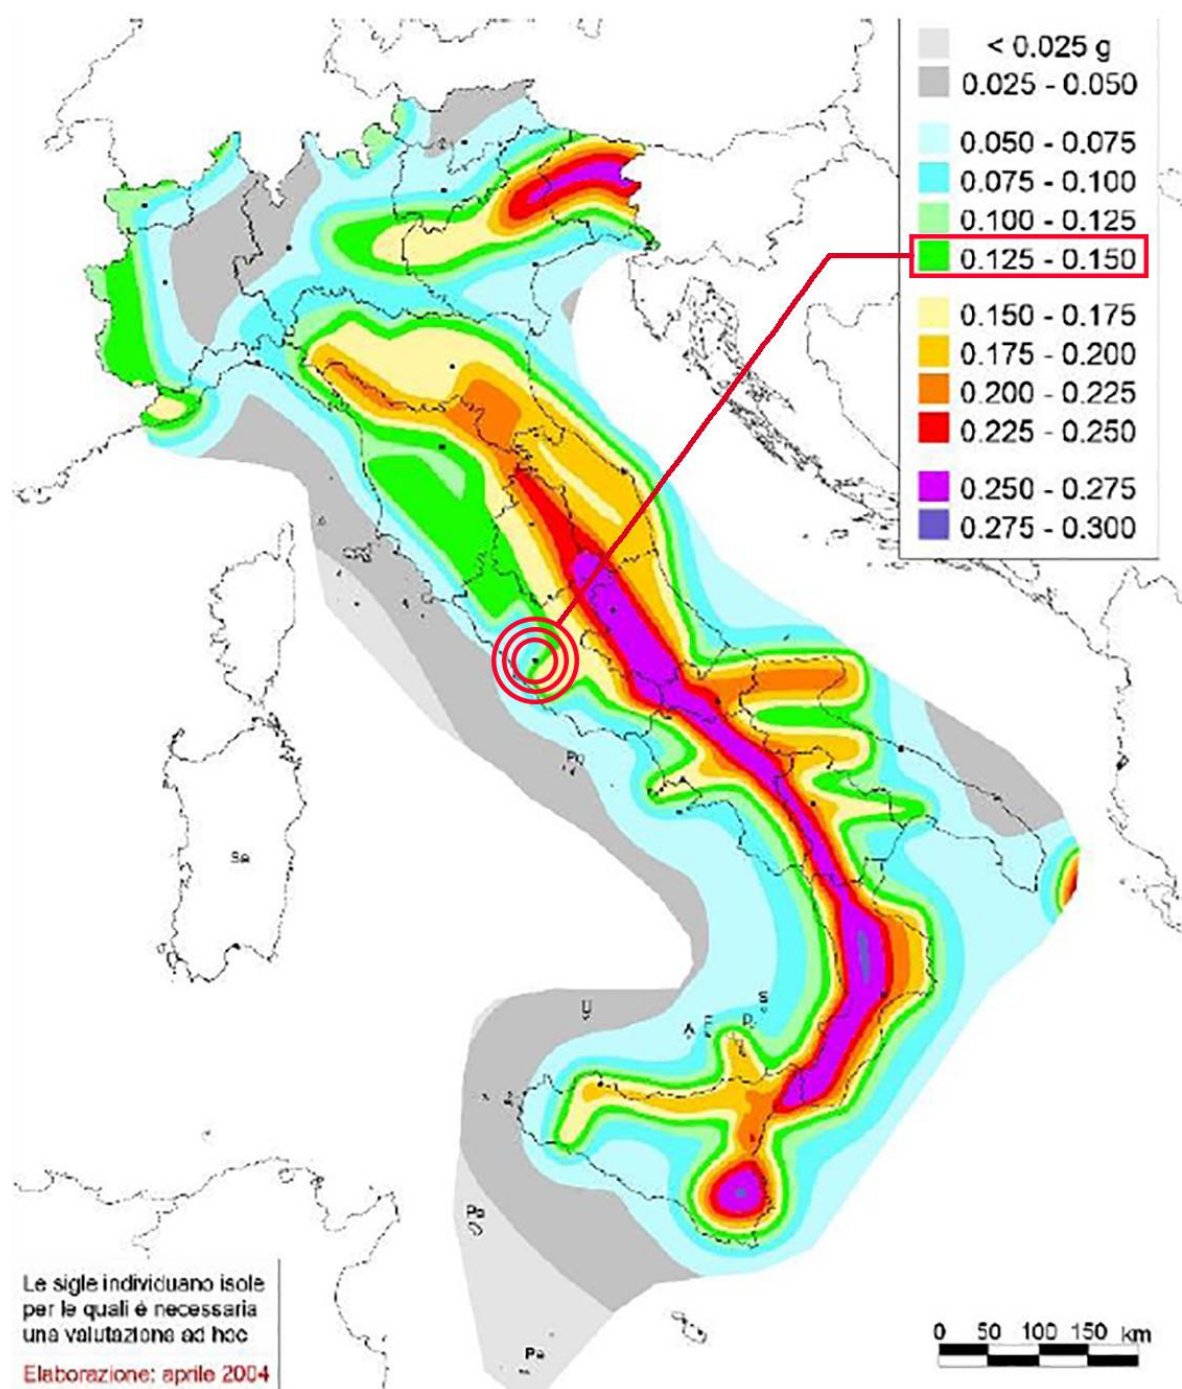 < 0.025 g
0.025 - 0.050
0.050 - 0.075
0.075 - 0.100
0.100 - 0.125
0.125 - 0.150
0.150 - 0.175
0.175 - 0.200
0.200 - 0.225
0.225 - 0.250
0.250 - 0.275
0.275 - 0.300
Sa
U
A
S
Pa
Le sigle individuano isole
per le quali è necessaria
una valutazione ad hoc
Elaborazione: aprile 2004
0 50 100 150 km
Pe